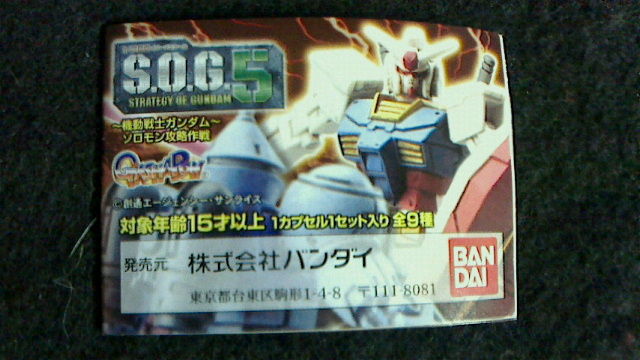 S.O.G.5
STRATEGY OF GUNDAM
~機動戦士ガンダム~
ソロモン攻略作戦
©創通エージェンシー・サンライズ
対象年齢15才以上 1カプセル1セット入り 全9種
発売元 株式会社バンダイ
東京都台東区駒形1-4-8 〒111-8081
BAN
DAI